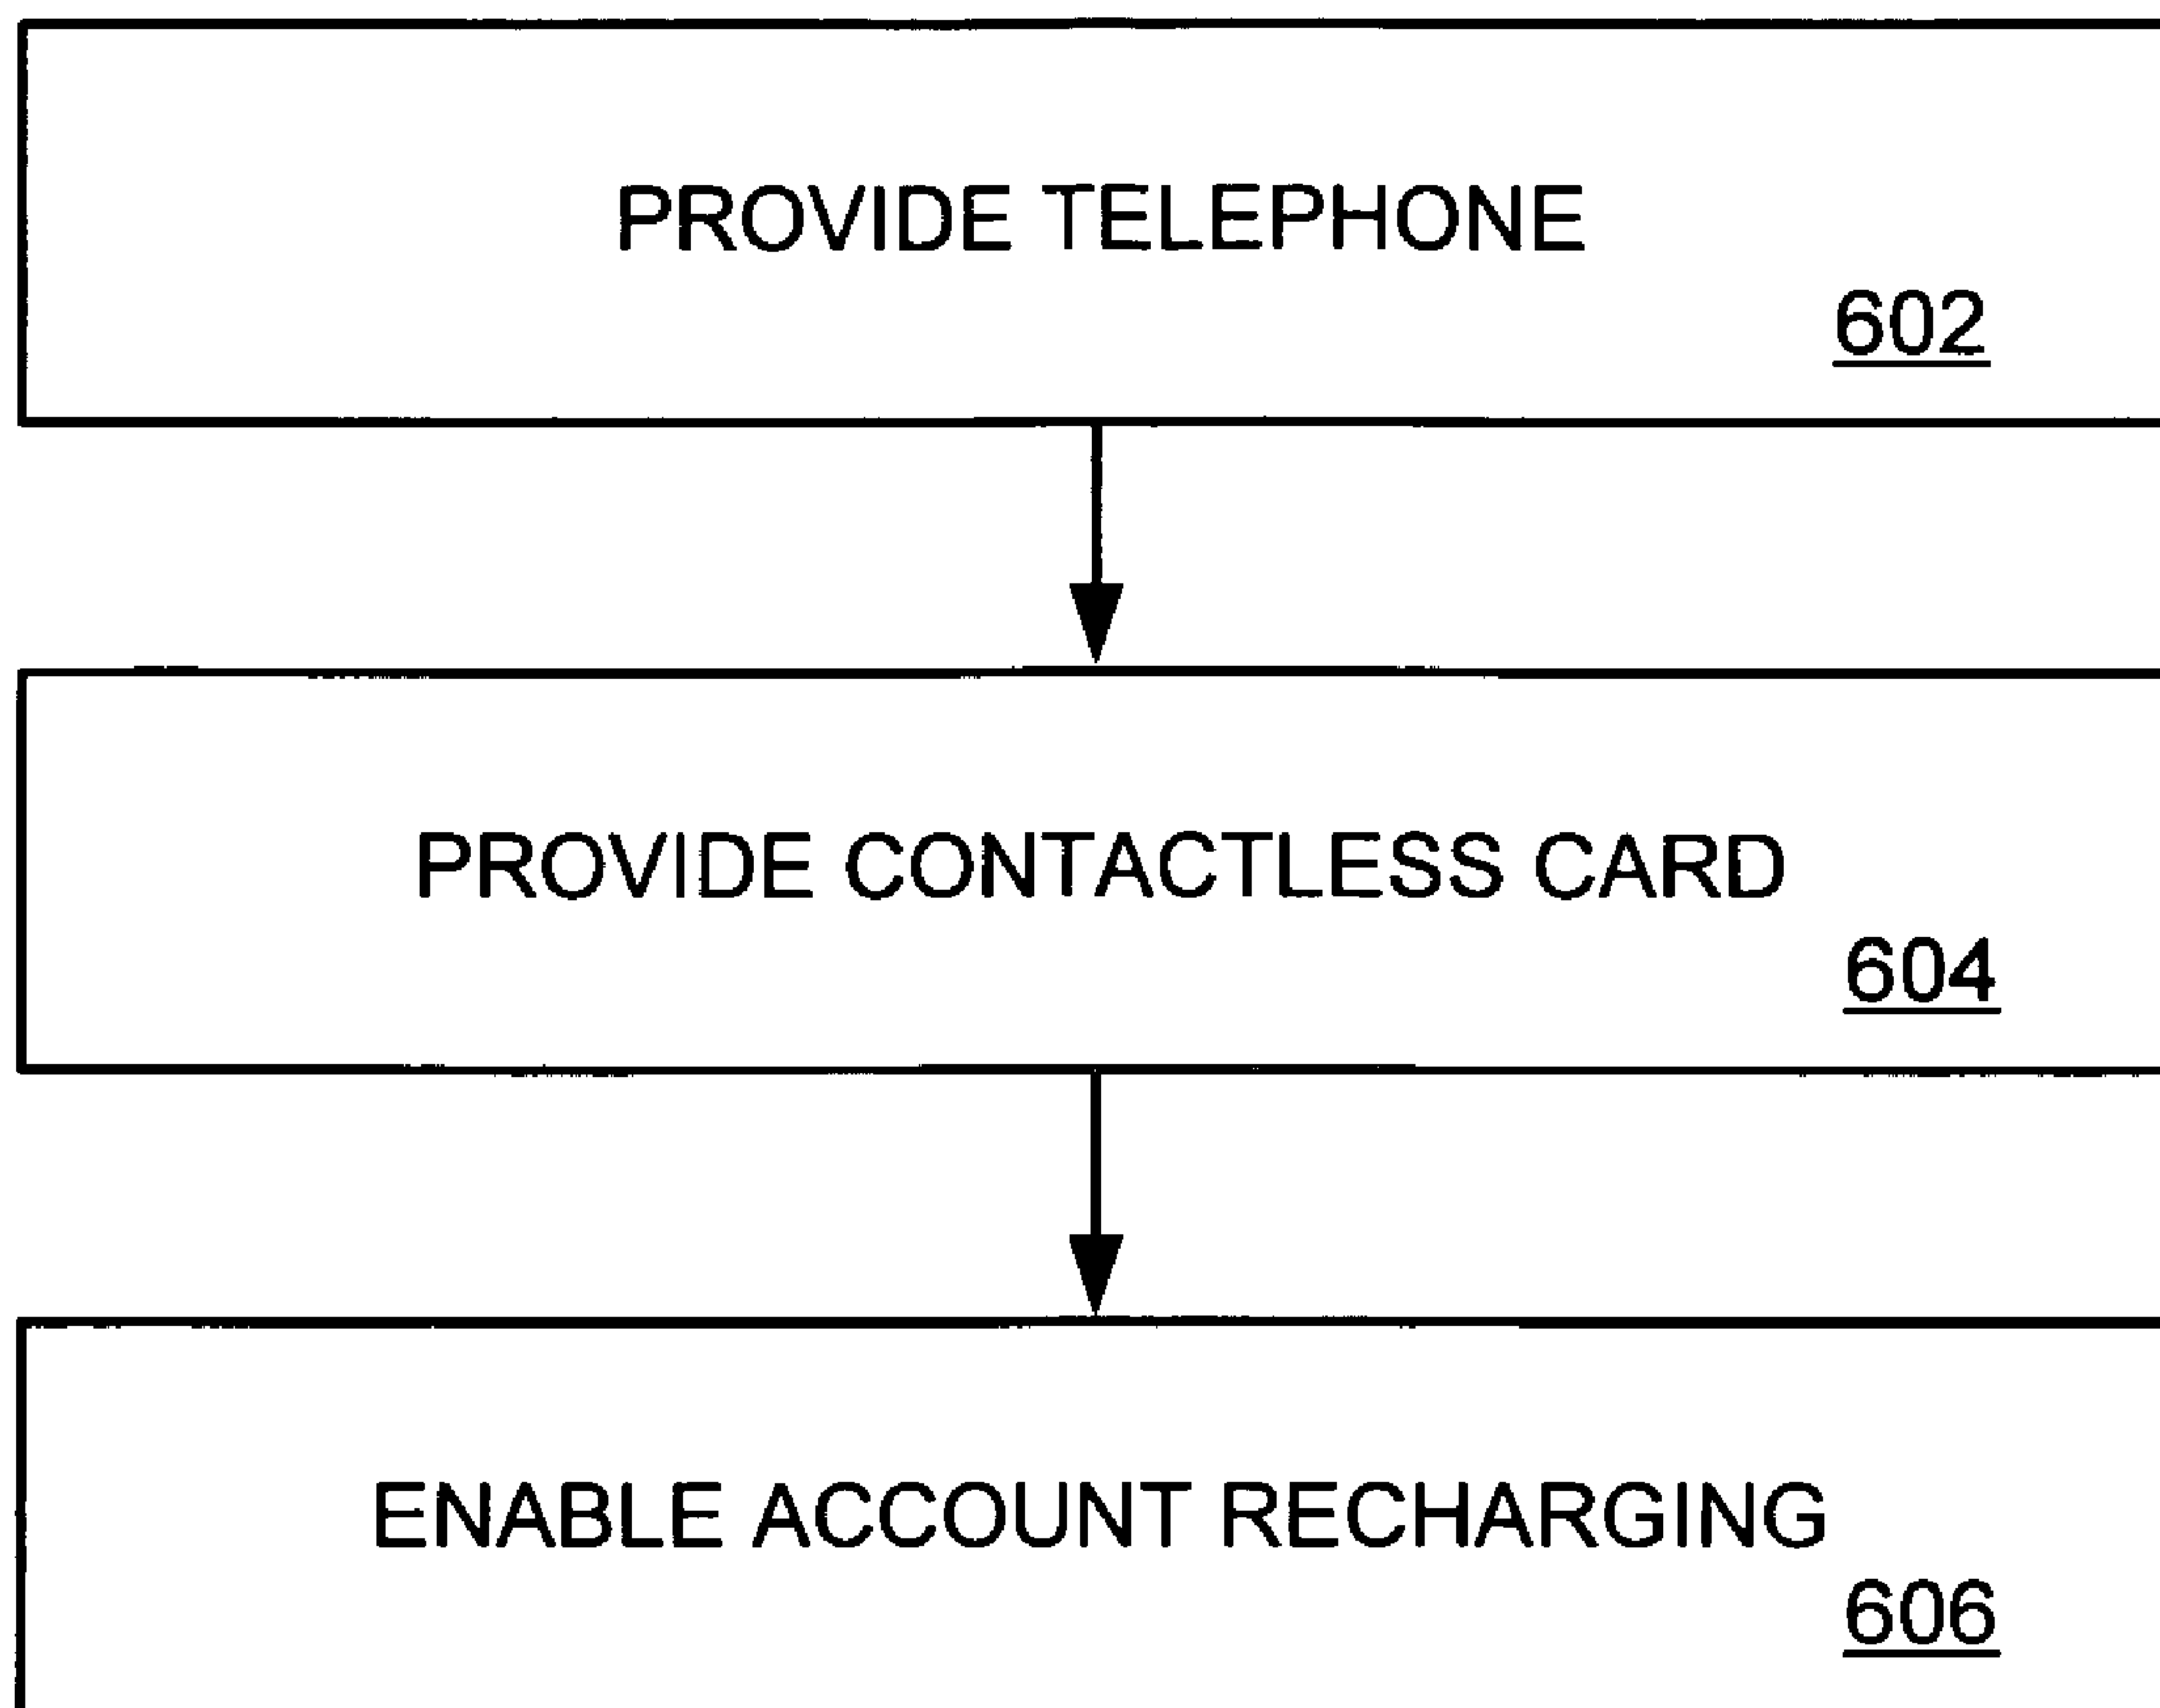 PROVIDE TELEPHONE
602
PROVIDE CONTACTLESS CARD
604
ENABLE ACCOUNT RECHARGING
606